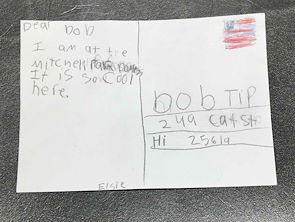 Dear bob
I am at the
mitchell
It is so cool
here.
Elsie
bob TIP
249 cat st
Hi 25619